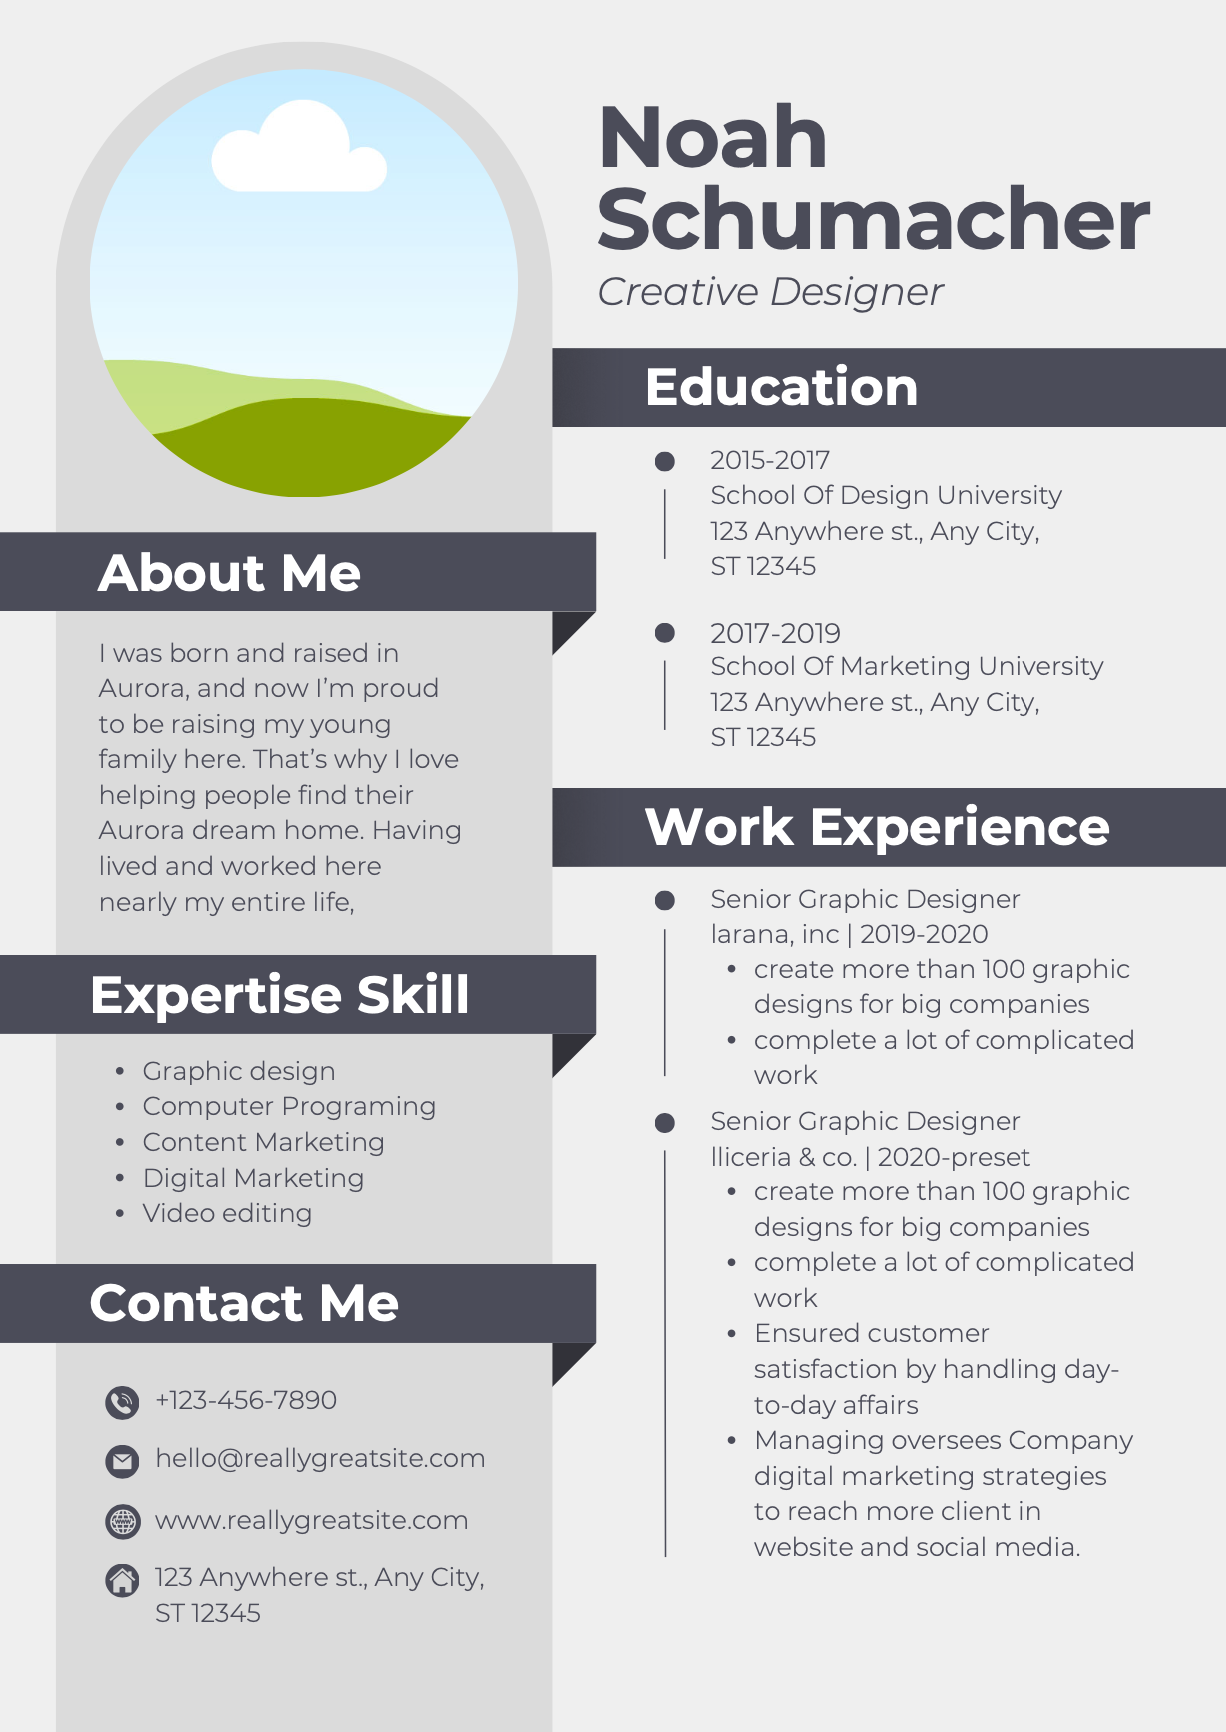 Noah
Schumacher
Creative Designer
About Me
I was born and raised in
Aurora, and now I’m proud
to be raising my young
family here. That’s why I love
helping people find their
Aurora dream home. Having
lived and worked here
nearly my entire life,
Expertise Skill
• Graphic design
• Computer Programing
• Content Marketing
• Digital Marketing
• Video editing
Contact Me
+123-456-7890
hello@reallygreatsite.com
www.reallygreatsite.com
123 Anywhere st., Any City,
ST 12345
Education
2015-2017
School Of Design University
123 Anywhere st., Any City,
ST 12345
2017-2019
School Of Marketing University
123 Anywhere st., Any City,
ST 12345
Work Experience
Senior Graphic Designer
larana, inc | 2019-2020
• create more than 100 graphic
designs for big companies
• complete a lot of complicated
work
Senior Graphic Designer
lliceria & co. | 2020-preset
• create more than 100 graphic
designs for big companies
• complete a lot of complicated
work
• Ensured customer
satisfaction by handling day-
to-day affairs
• Managing oversees Company
digital marketing strategies
to reach more client in
website and social media.